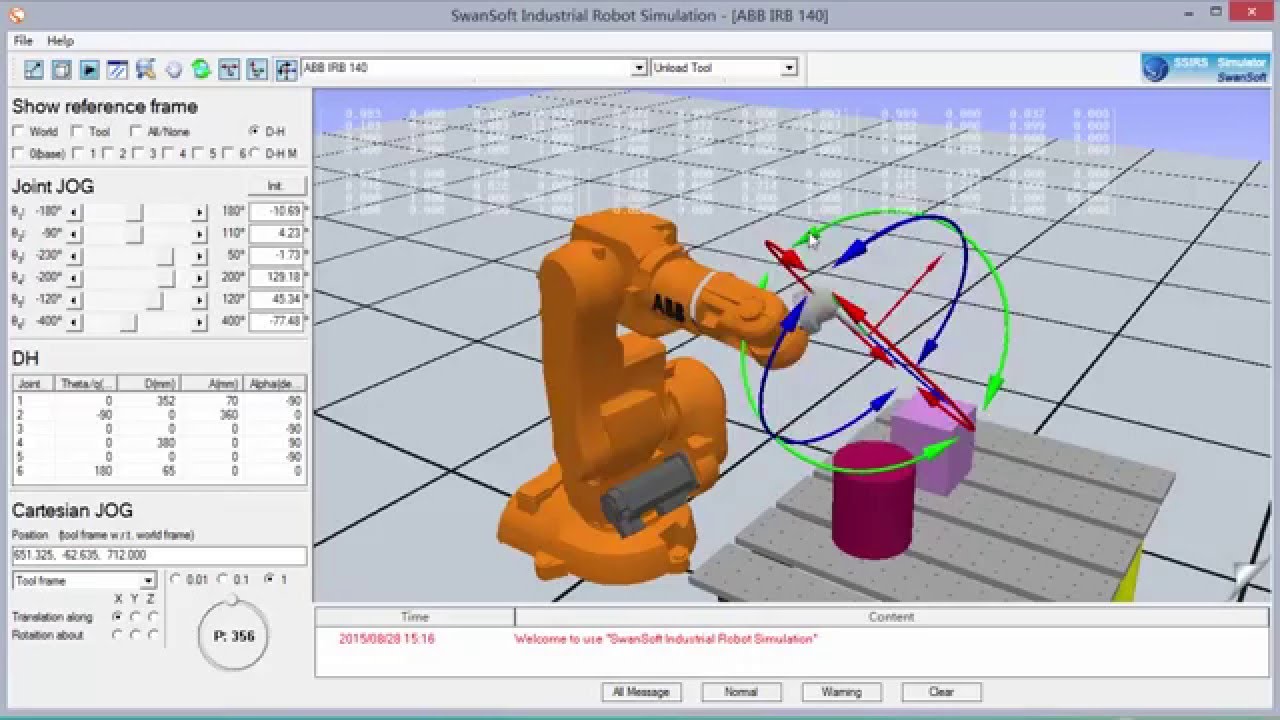 SwanSoft Industrial Robot Simulation - [ABB IRB 140]
File Help
ABB IRB 140 Unload Tool
SSIRS Simulator
SwanSoft
Show reference frame
World Tool All/None D-H
0(base) 1 2 3 4 5 6 D-H M
Joint JOG Init
-180° 180° -10.69°
-90° 110° 4.23°
-230° 50° -1.73°
-200° 200° 129.18°
-120° 120° 45.34°
-400° 400° -77.48°
DH
Joint Theta/q(... D(mm) A(mm) Alpha(de...
1 0 352 70 -90
2 -90 0 360 0
3 0 0 0 -90
4 0 380 0 90
5 0 0 0 -90
6 180 65 0 0
Cartesian JOG
Position (tool frame w.r.t. world frame)
651.325, -62.635, 712.000
Tool frame 0.01 0.1 1
X Y Z
Translation along
Rotation about
P: 356
ABB
Time Content
2015/08/28 15:16 Welcome to use "SwanSoft Industrial Robot Simulation"
All Message Normal Warning Clear